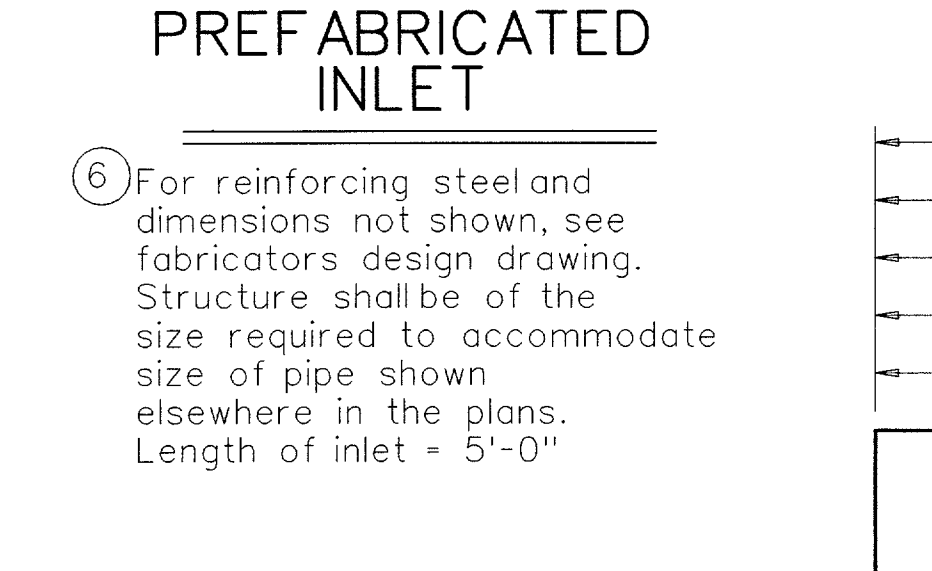 PREFABRICATED
INLET
6 For reinforcing steel and
dimensions not shown, see
fabricators design drawing.
Structure shall be of the
size required to accommodate
size of pipe shown
elsewhere in the plans.
Length of inlet = 5'-0"